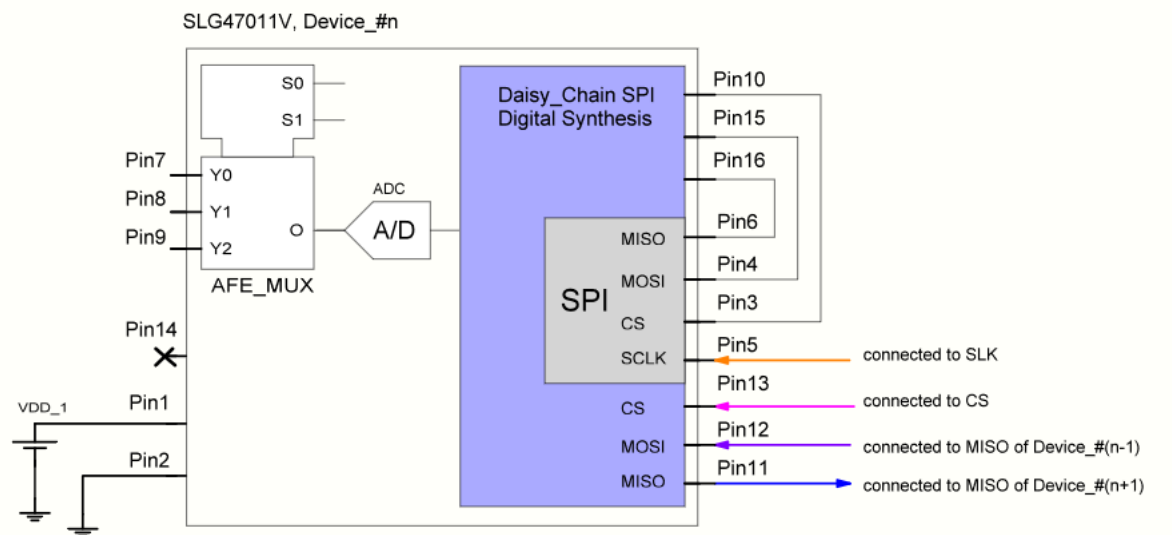 SLG47011V, Device_#n
S0
S1
Y0
Y1
Y2
O
AFE_MUX
Pin7
Pin8
Pin9
Pin14
Pin1
Pin2
VDD_1
ADC
A/D
Daisy_Chain SPI
Digital Synthesis
SPI
MISO
MOSI
CS
SCLK
CS
MOSI
MISO
Pin10
Pin15
Pin16
Pin6
Pin4
Pin3
Pin5
Pin13
Pin12
Pin11
connected to SLK
connected to CS
connected to MISO of Device_#(n-1)
connected to MISO of Device_#(n+1)